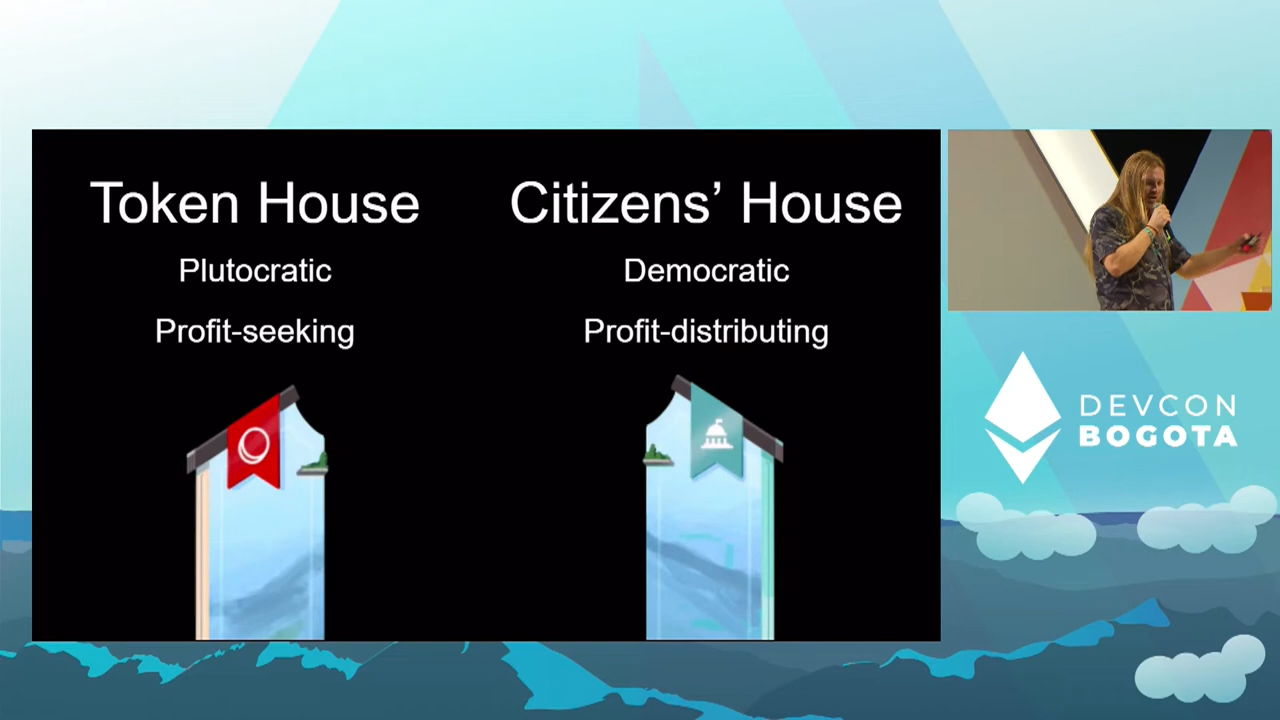 Token House
Plutocratic
Profit-seeking
Citizens’ House
Democratic
Profit-distributing
DEVCON
BOGOTA